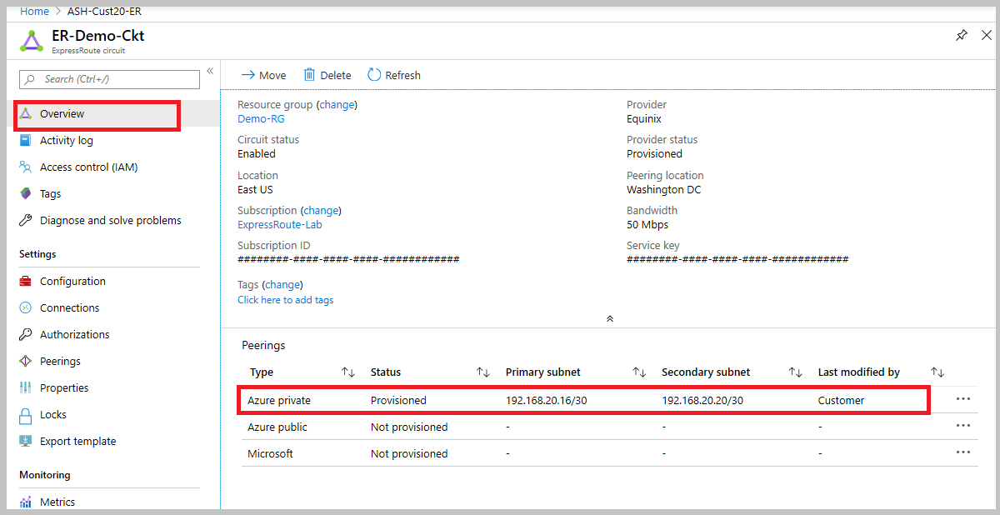 Home > ASH-Cust20-ER
ER-Demo-Ckt
ExpressRoute circuit
Search (Ctrl+/)
«
Overview
Activity log
Access control (IAM)
Tags
Diagnose and solve problems
Settings
Configuration
Connections
Authorizations
Peerings
Properties
Locks
Export template
Monitoring
Metrics
Move Delete Refresh
Resource group (change)
Demo-RG
Circuit status
Enabled
Location
East US
Subscription (change)
ExpressRoute-Lab
Subscription ID
########-####-####-####-############
Tags (change)
Click here to add tags
Provider
Equinix
Provider status
Provisioned
Peering location
Washington DC
Bandwidth
50 Mbps
Service key
########-####-####-####-############
Peerings
Type Status Primary subnet Secondary subnet Last modified by
Azure private Provisioned 192.168.20.16/30 192.168.20.20/30 Customer ...
Azure public Not provisioned - - - ...
Microsoft Not provisioned - - - ...